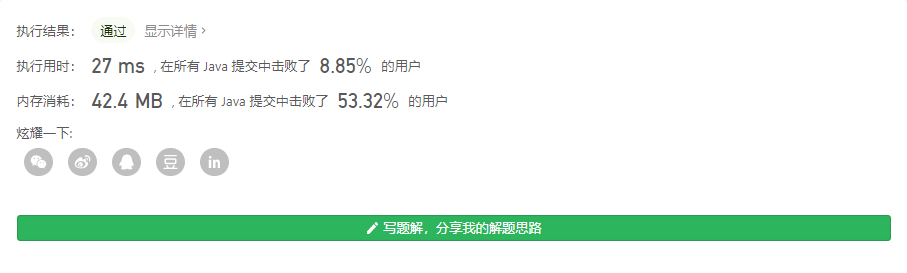 执行结果： 通过 显示详情 ›
执行用时： 27 ms , 在所有 Java 提交中击败了 8.85% 的用户
内存消耗： 42.4 MB , 在所有 Java 提交中击败了 53.32% 的用户
炫耀一下:
豆 in
写题解，分享我的解题思路